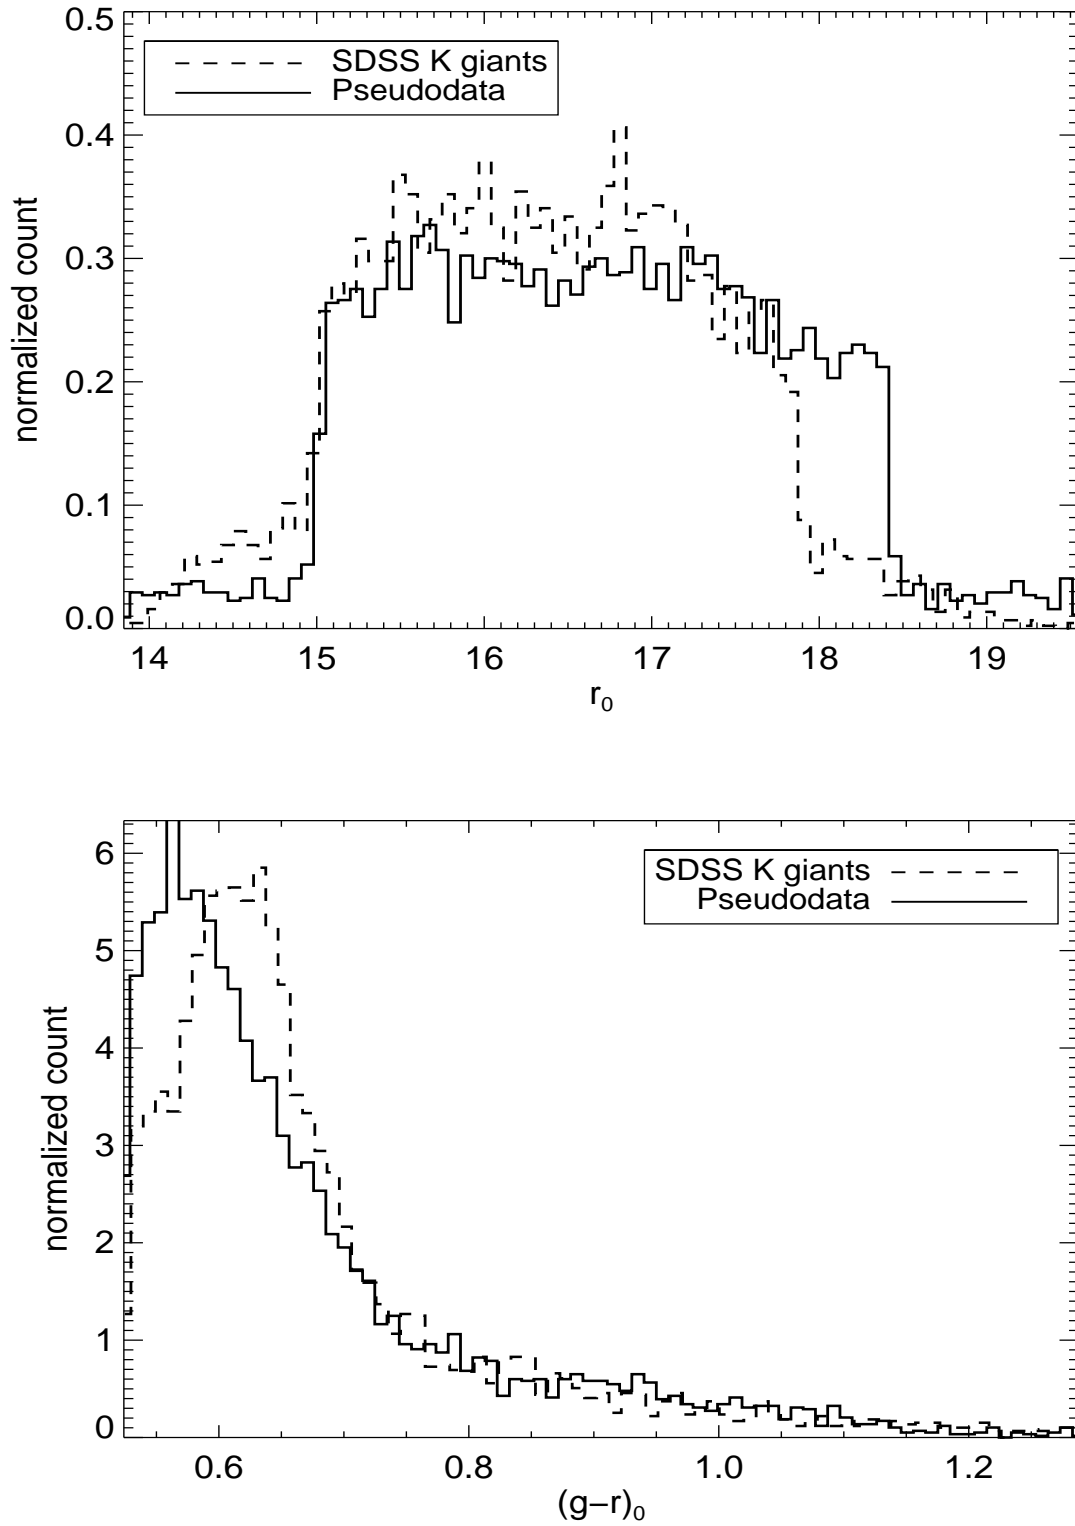 0.5
SDSS K giants
Pseudodata
0.4
0.3
0.2
0.1
0.0
normalized count
14 15 16 17 18 19
r₀
6
SDSS K giants
Pseudodata
5
4
3
2
1
0
normalized count
0.6 0.8 1.0 1.2
(g−r)₀